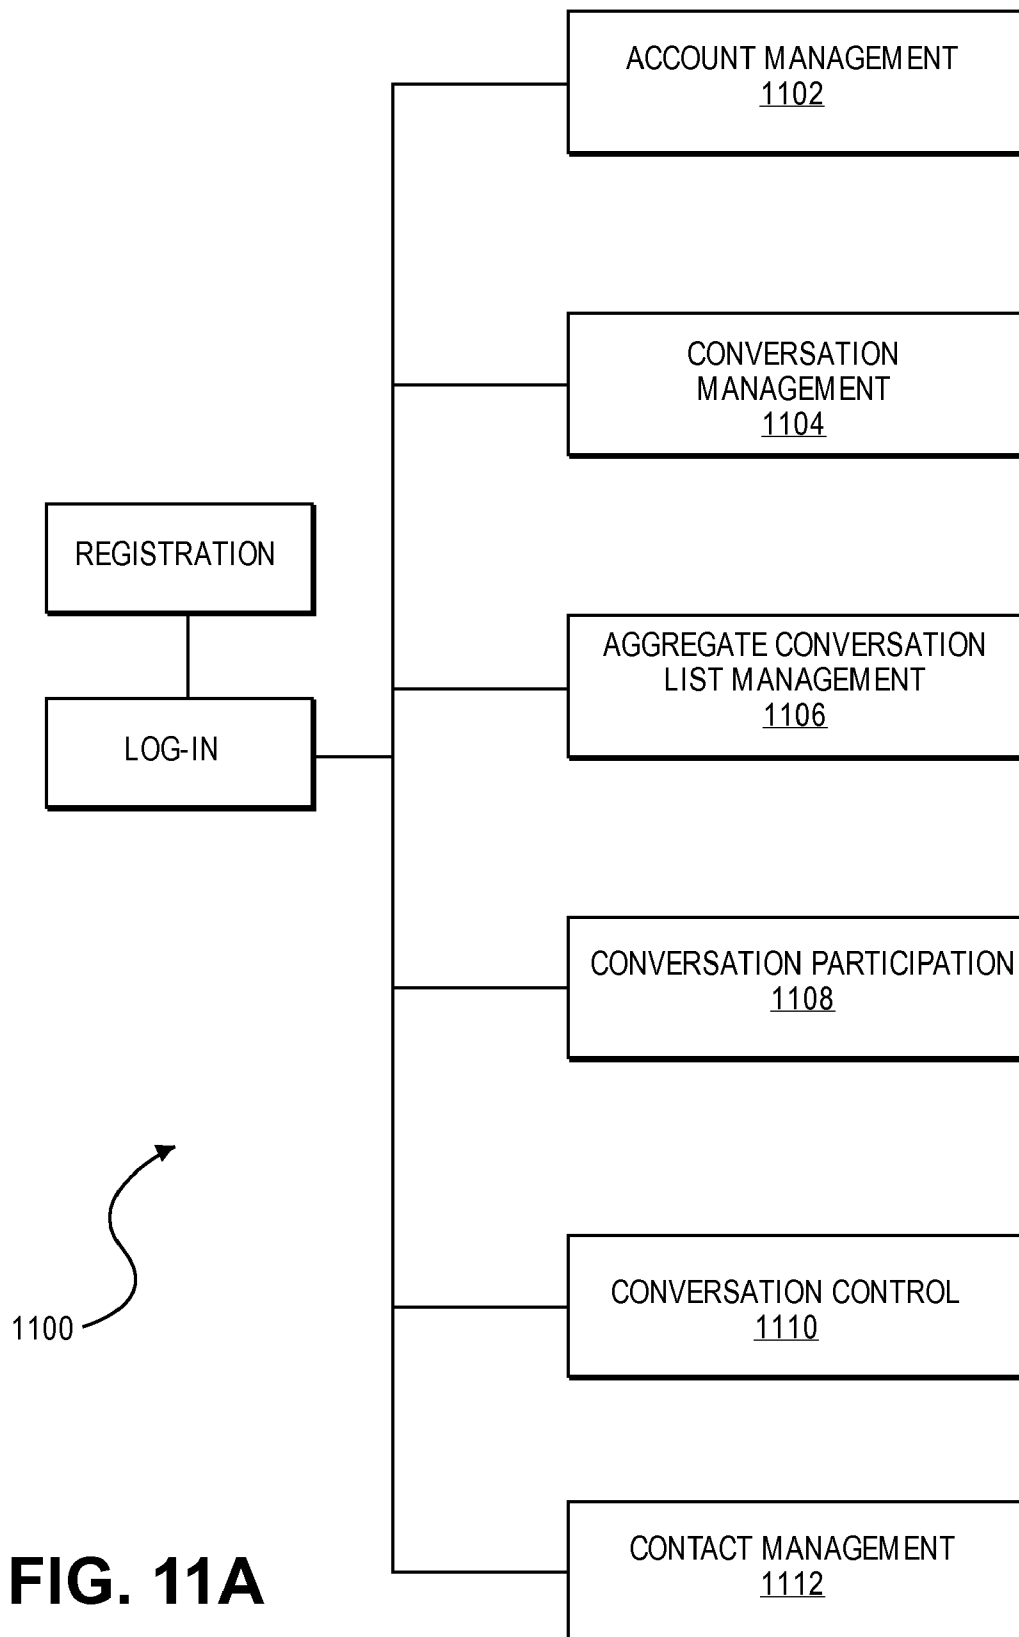 ACCOUNT MANAGEMENT
1102
CONVERSATION
MANAGEMENT
1104
REGISTRATION
AGGREGATE CONVERSATION
LIST MANAGEMENT
1106
LOG-IN
CONVERSATION PARTICIPATION
1108
CONVERSATION CONTROL
1110
1100
CONTACT MANAGEMENT
1112
FIG. 11A